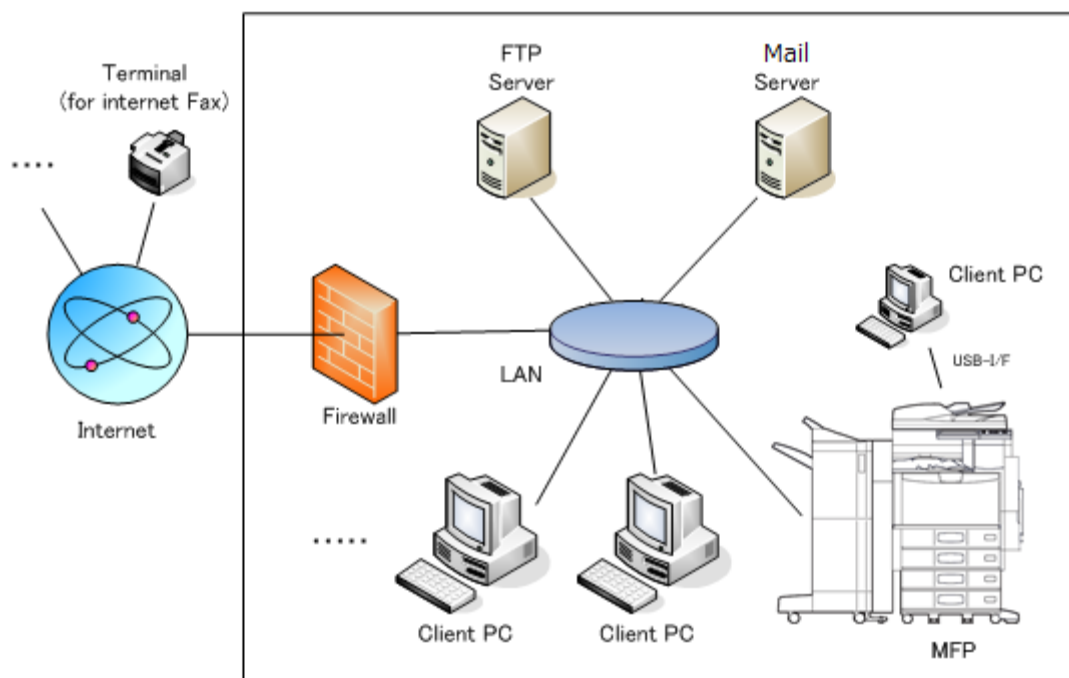 FTP
Server
Mail
Server
Terminal
(for internet Fax)
....
Client PC
USB-I/F
LAN
Firewall
Internet
.....
Client PC
Client PC
MFP